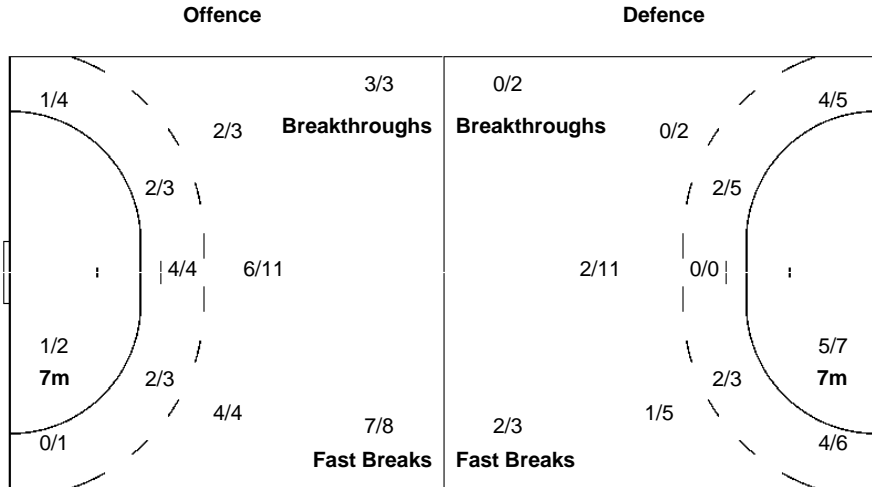 Offence Defence
3/3 0/2
1/4 4/5
Breakthroughs Breakthroughs
2/3 0/2
2/3 2/5
4/4 6/11 2/11 0/0
1/2 5/7
7m 7m
2/3 2/3
4/4 1/5
7/8 2/3
0/1 4/6
Fast Breaks Fast Breaks